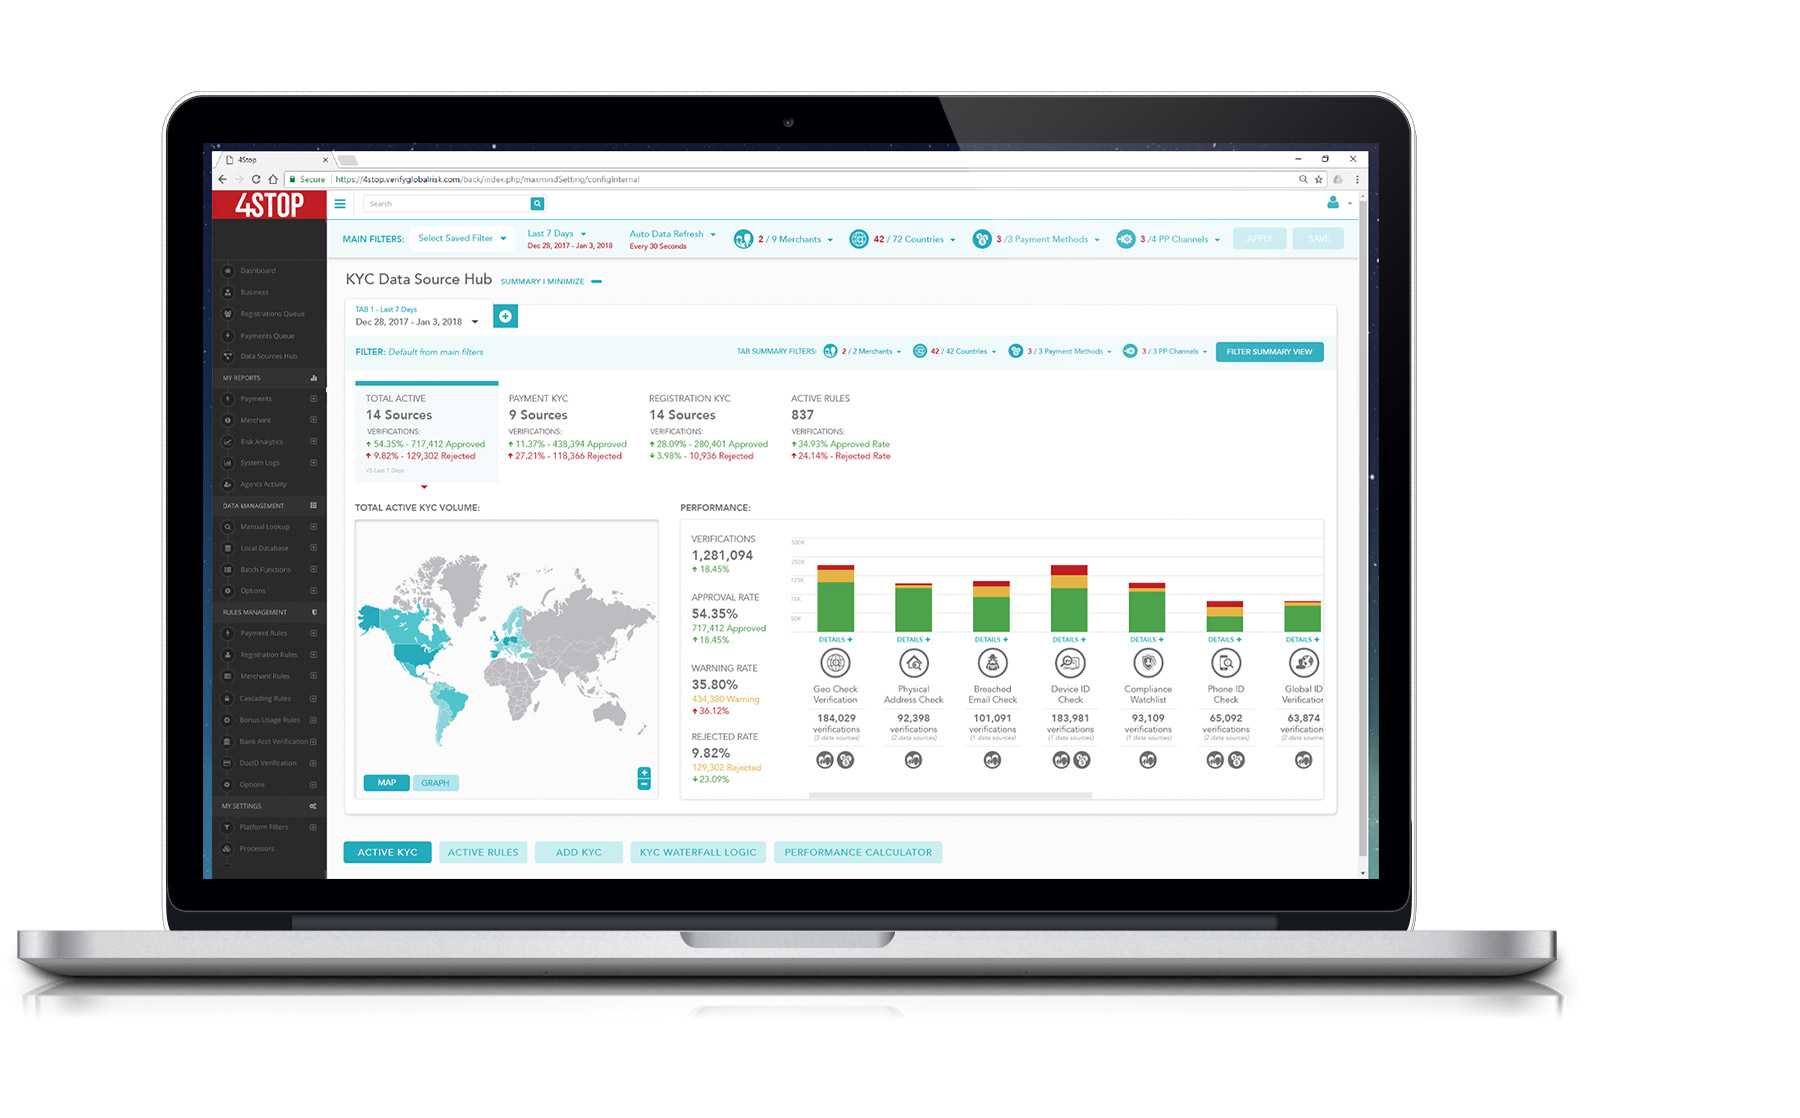 4Stop
Secure
https://4stop.verifyglobalrisk.com/back/index.php/maxmindSetting/configInternal
4STOP
Search
MAIN FILTERS:
Select Saved Filter
Last 7 Days
Dec 28, 2017 - Jan 3, 2018
Auto Data Refresh
Every 30 Seconds
2 / 9 Merchants
42 / 72 Countries
3 /3 Payment Methods
3 /4 PP Channels
APPLY
SAVE
Dashboard
Business
Registrations Queue
Payments Queue
Data Sources Hub
MY REPORTS
Payments
Merchant
Risk Analytics
System Logs
Agents Activity
DATA MANAGEMENT
Manual Lookup
Local Database
Batch Functions
Options
RULES MANAGEMENT
Payment Rules
Registration Rules
Merchant Rules
Cascading Rules
Bonus Usage Rules
Bank Acct Verification
DocID Verification
Options
MY SETTINGS
Platform Filters
Processors
KYC Data Source Hub
SUMMARY | MINIMIZE
TAB 1 - Last 7 Days
Dec 28, 2017 - Jan 3, 2018
FILTER: Default from main filters
TAB SUMMARY FILTERS:
2 / 2 Merchants
42 / 42 Countries
3 / 3 Payment Methods
3 / 3 PP Channels
FILTER SUMMARY VIEW
TOTAL ACTIVE
14 Sources
VERIFICATIONS:
54.35% - 717,412 Approved
9.82% - 129,302 Rejected
VS Last 7 Days
PAYMENT KYC
9 Sources
VERIFICATIONS:
11.37% - 438,394 Approved
27.21% - 118,366 Rejected
REGISTRATION KYC
14 Sources
VERIFICATIONS:
28.09% - 280,401 Approved
3.98% - 10,936 Rejected
ACTIVE RULES
837
VERIFICATIONS:
34.93% Approved Rate
24.14% - Rejected Rate
TOTAL ACTIVE KYC VOLUME:
MAP
GRAPH
PERFORMANCE:
VERIFICATIONS
1,281,094
18.45%
APPROVAL RATE
54.35%
717,412 Approved
18.45%
WARNING RATE
35.80%
434,380 Warning
36.12%
REJECTED RATE
9.82%
129,302 Rejected
23.09%
250K
125K
75K
50K
DETAILS +
Geo Check
Verification
184,029
verifications
(3 data sources)
DETAILS +
Physical
Address Check
92,398
verifications
(2 data sources)
DETAILS +
Breached
Email Check
101,091
verifications
(1 data sources)
DETAILS +
Device ID
Check
183,981
verifications
(1 data sources)
DETAILS +
Compliance
Watchlist
93,109
verifications
(1 data sources)
DETAILS +
Phone ID
Check
65,092
verifications
(2 data sources)
DETAILS +
Global ID
Verification
63,874
verifications
(2 data sources
ACTIVE KYC
ACTIVE RULES
ADD KYC
KYC WATERFALL LOGIC
PERFORMANCE CALCULATOR